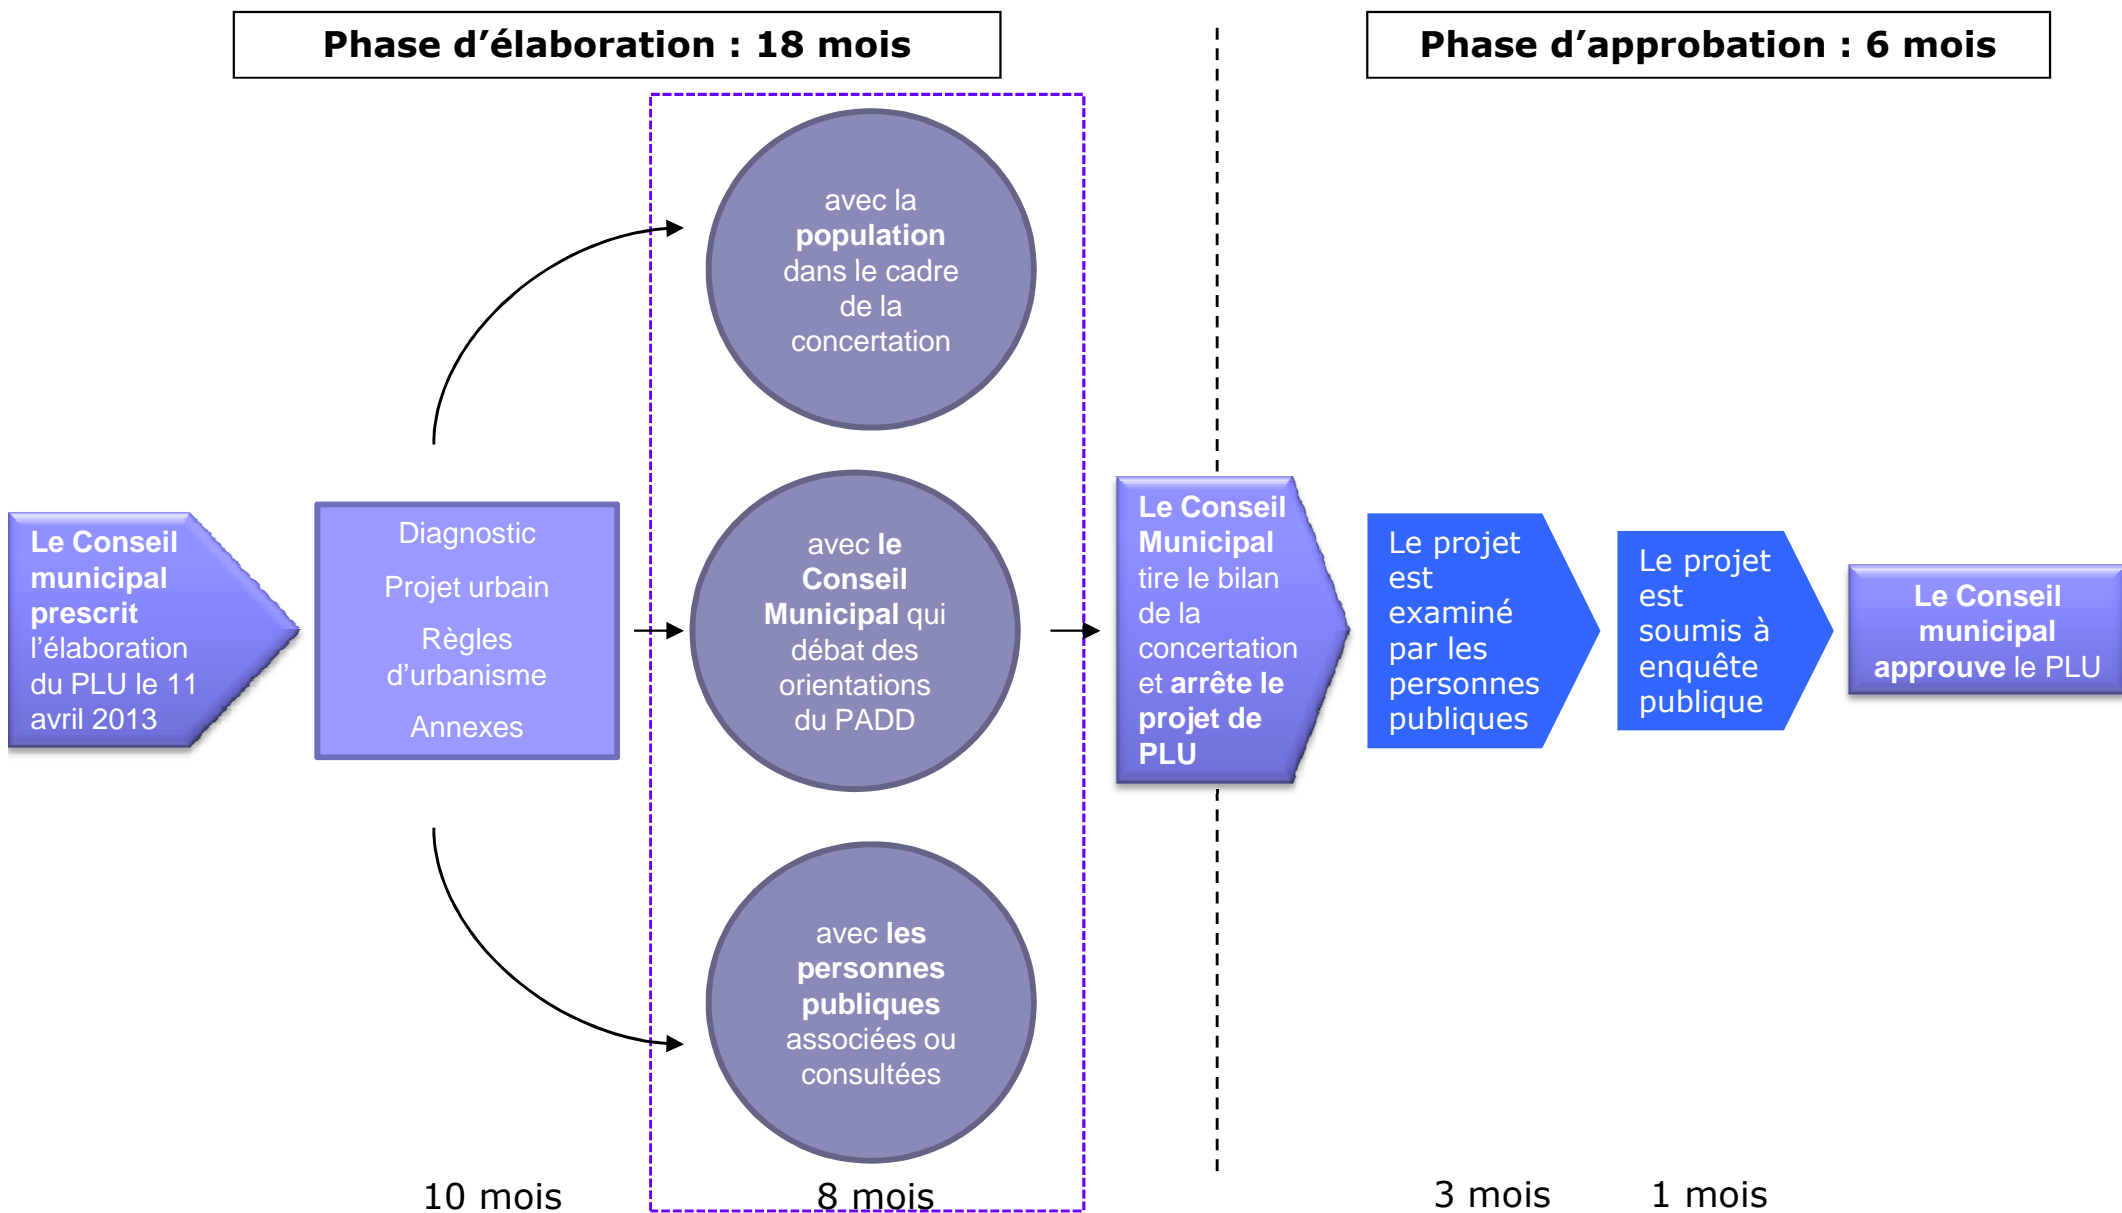 Phase d’élaboration : 18 mois
Phase d’approbation : 6 mois
Le Conseil
municipal
prescrit
l’élaboration
du PLU le 11
avril 2013
Diagnostic
Projet urbain
Règles
d’urbanisme
Annexes
avec la
population
dans le cadre
de la
concertation
avec le
Conseil
Municipal qui
débat des
orientations
du PADD
avec les
personnes
publiques
associées ou
consultées
Le Conseil
Municipal
tire le bilan
de la
concertation
et arrête le
projet de
PLU
Le projet
est
examiné
par les
personnes
publiques
Le projet
est
soumis à
enquête
publique
Le Conseil
municipal
approuve le PLU
10 mois
8 mois
3 mois
1 mois